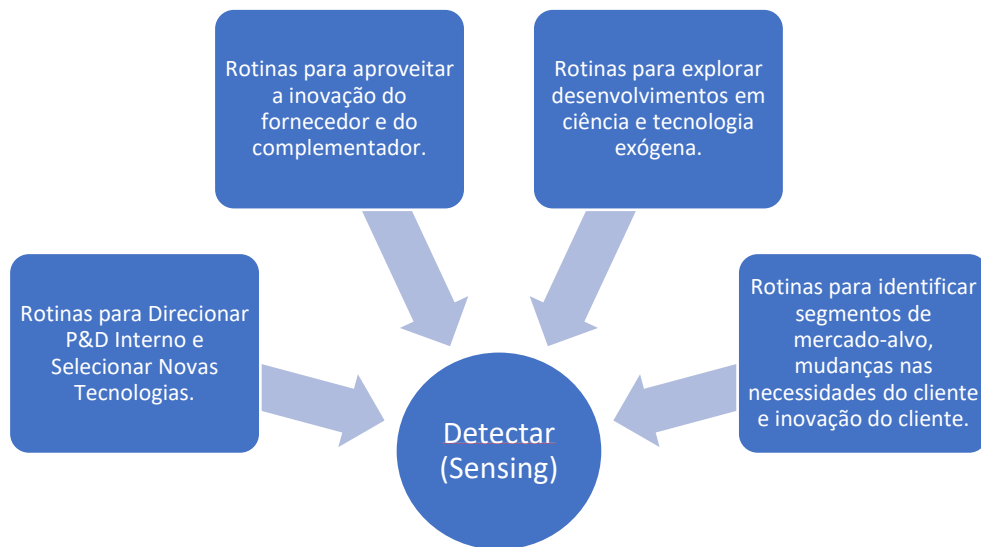 Rotinas para aproveitar
a inovação do
fornecedor e do
complementador.
Rotinas para explorar
desenvolvimentos em
ciência e tecnologia
exógena.
Rotinas para Direcionar
P&D Interno e
Selecionar Novas
Tecnologias.
Rotinas para identificar
segmentos de
mercado-alvo,
mudanças nas
necessidades do cliente
e inovação do cliente.
Detectar
(Sensing)